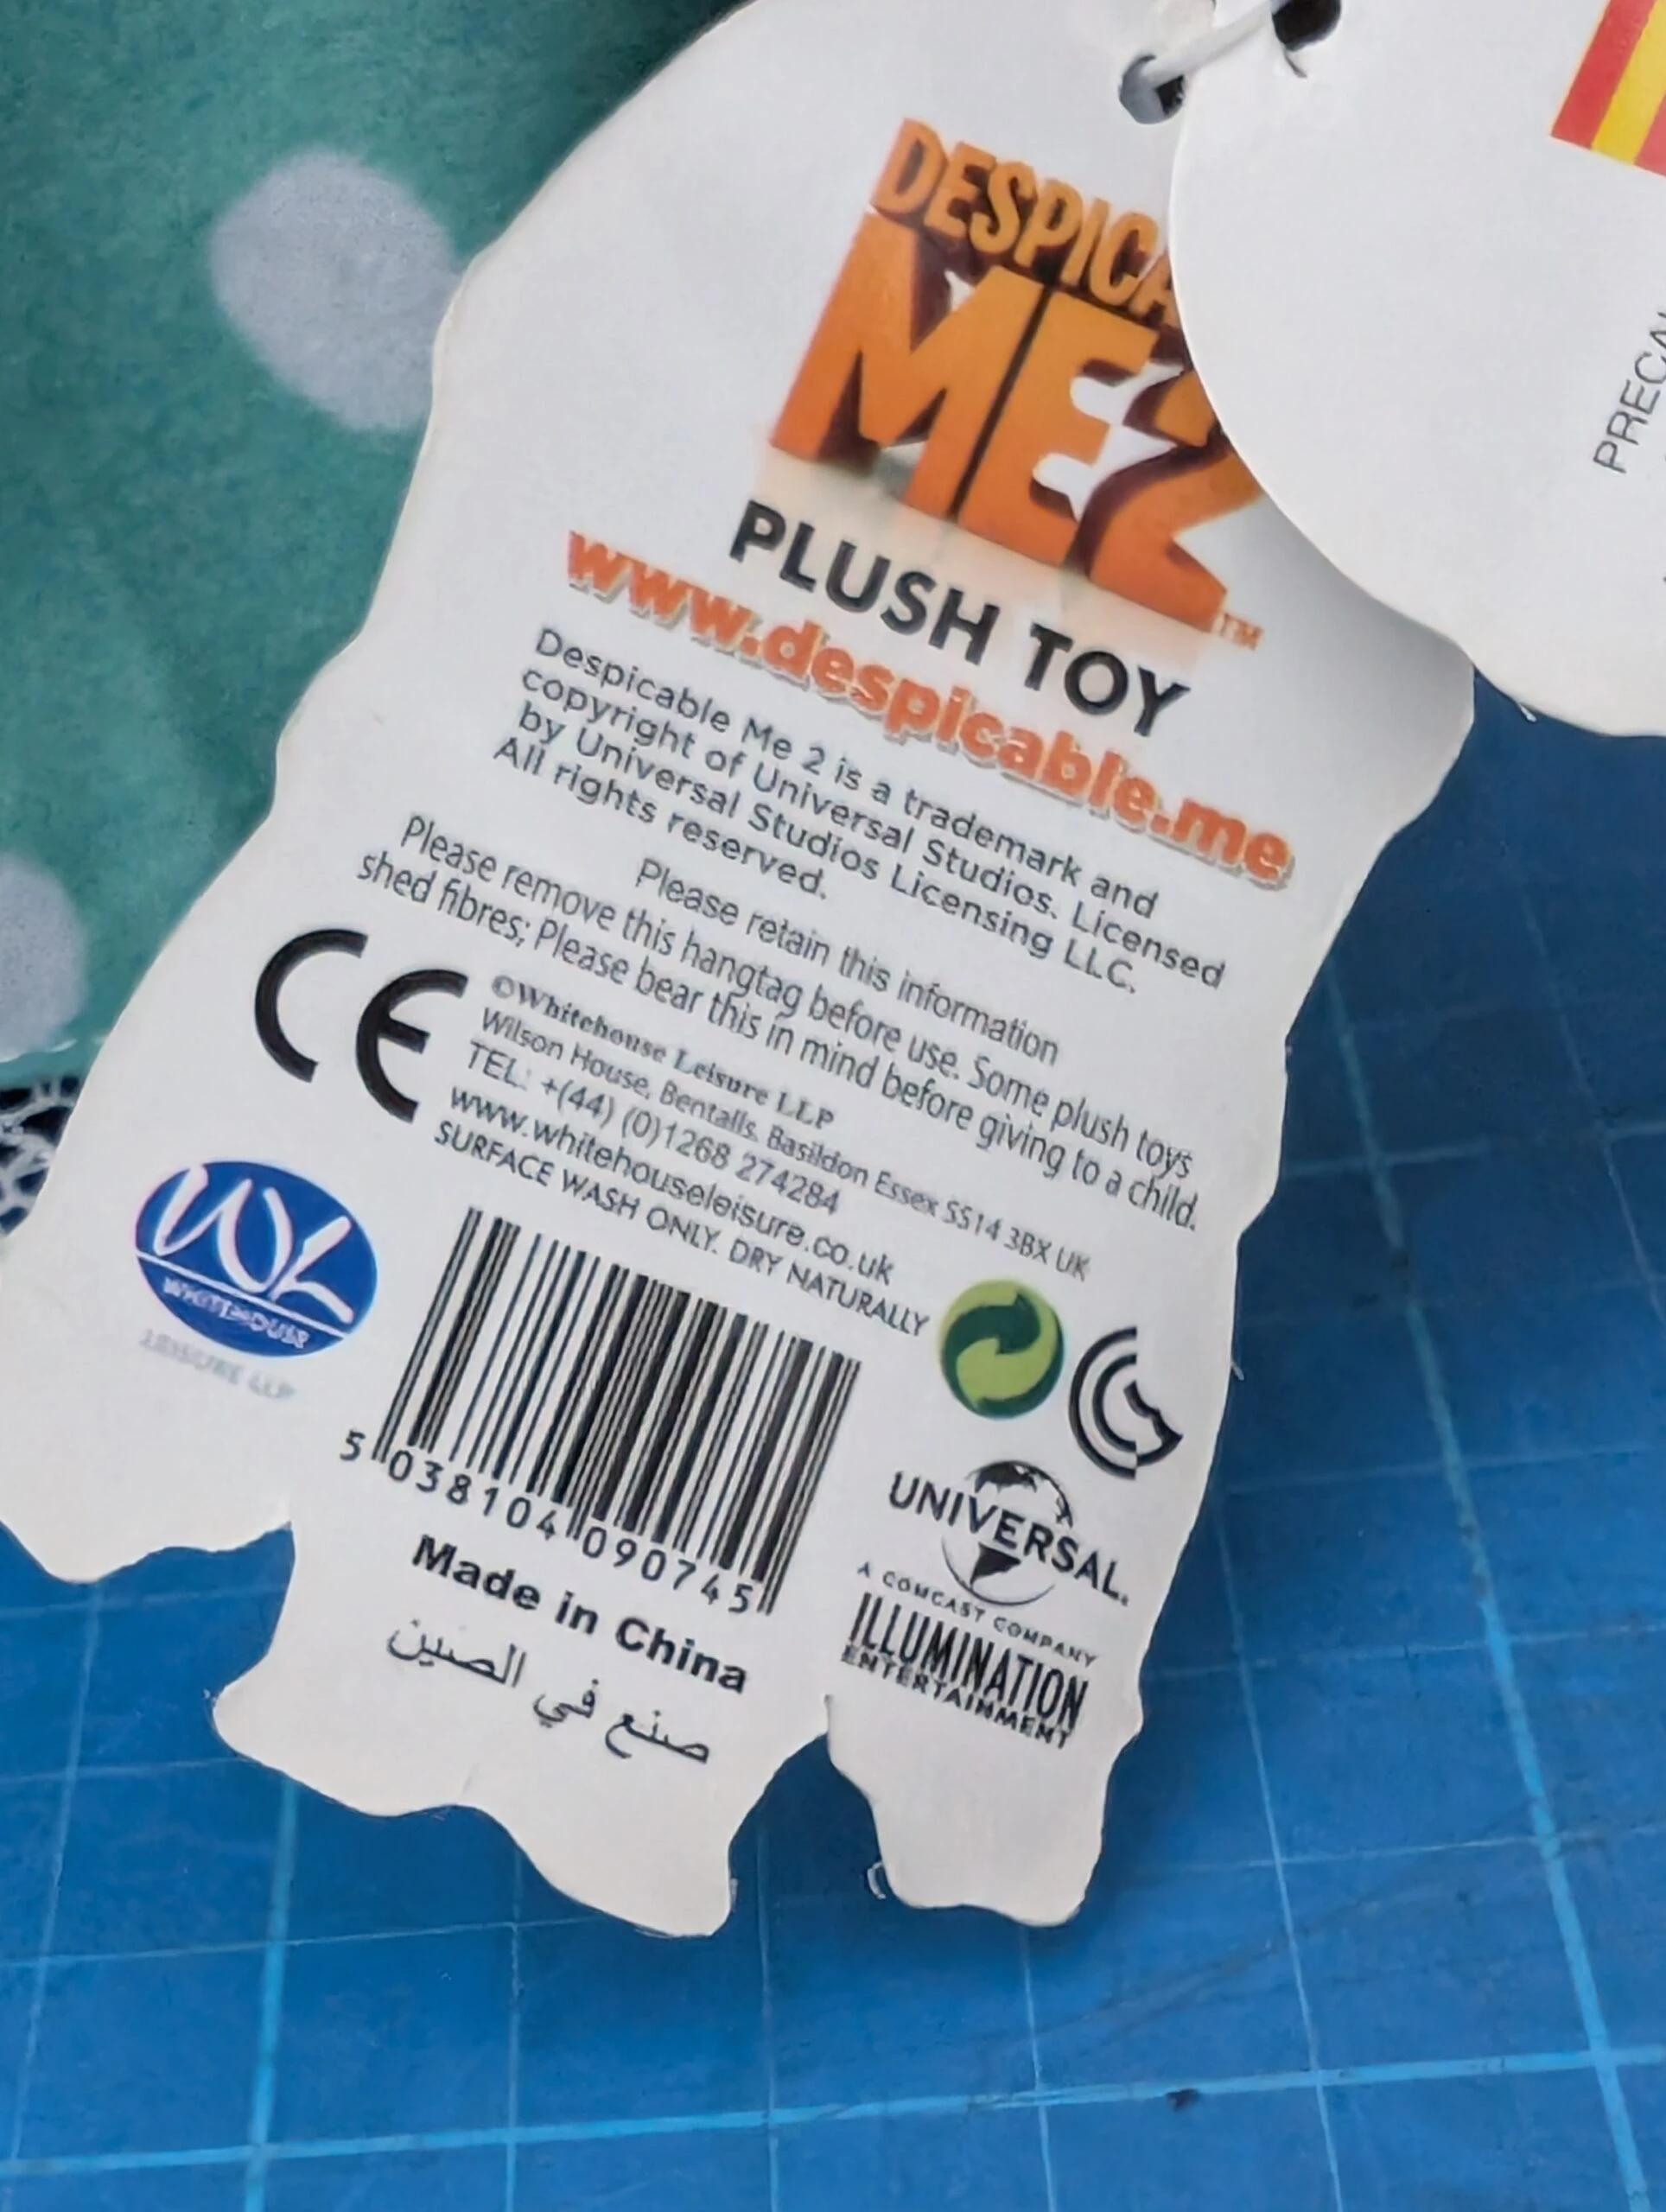 DESPICA
ME2
TM
PLUSH TOY
www.despicable.me
Despicable Me 2 is a trademark and
copyright of Universal Studios. Licensed
by Universal Studios Licensing LLC.
All rights reserved.
Please retain this information
Please remove this hangtag before use. Some plush toys
shed fibres; Please bear this in mind before giving to a child.
CE
©Whitehouse Leisure LLP
Wilson House, Bentalls, Basildon Essex SS14 3BX UK
TEL: +(44) (0)1268 274284
www.whitehouseleisure.co.uk
SURFACE WASH ONLY. DRY NATURALLY
WL
WHITEHOUSE
LEISURE LLP
5 038104 090745
Made in China
صنع في الصين
UNIVERSAL
A COMCAST COMPANY
ILLUMINATION
ENTERTAINMENT
PRECA